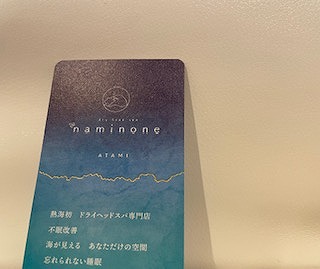 dry head spa
naminone
ATAMI
熱海初 ドライヘッドスパ専門店
不眠改善
海が見える あなただけの空間
忘れられない睡眠